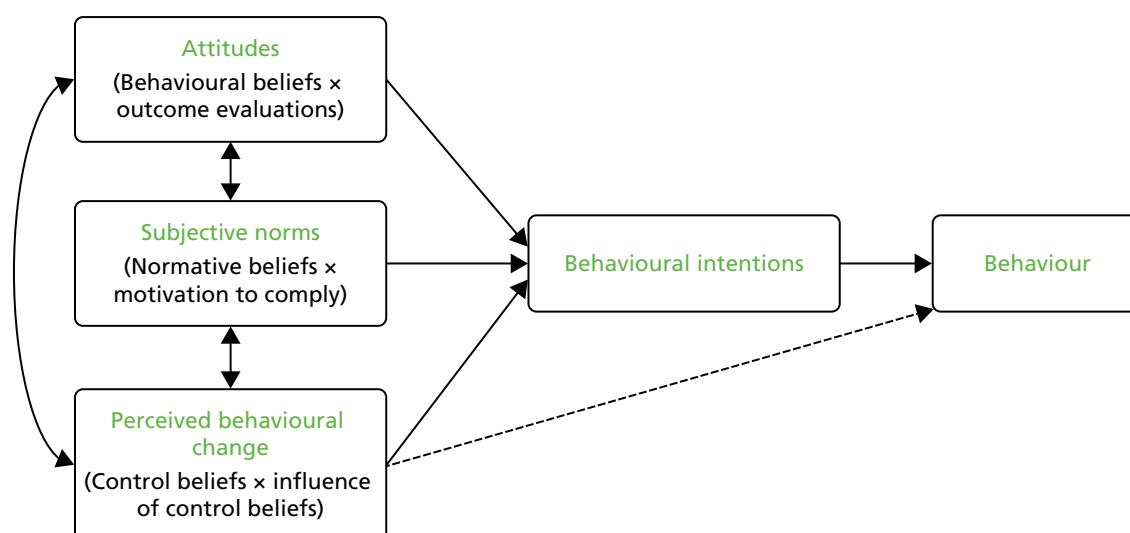 Attitudes
(Behavioural beliefs ×
outcome evaluations)
Subjective norms
(Normative beliefs ×
motivation to comply)
Perceived behavioural
change
(Control beliefs × influence
of control beliefs)
Behavioural intentions
Behaviour